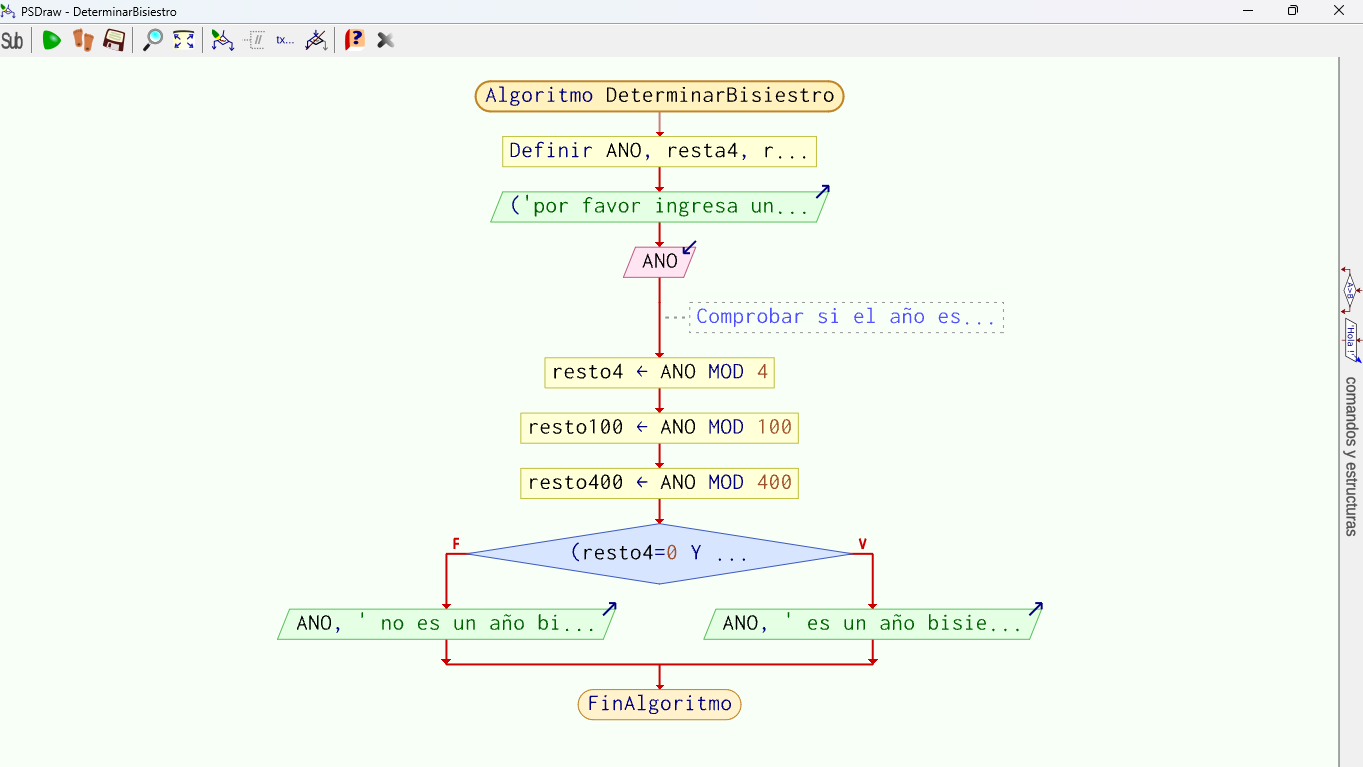 PSDraw - DeterminarBisiestro
Sub
// tx...
?
Algoritmo DeterminarBisiestro
Definir ANO, resta4, r...
('por favor ingresa un...
ANO
Comprobar si el año es...
resto4 ← ANO MOD 4
resto100 ← ANO MOD 100
resto400 ← ANO MOD 400
F
V
(resto4=0 Y ...
ANO, ' no es un año bi...
ANO, ' es un año bisie...
FinAlgoritmo
A>B
'Hola !'
comandos y estructuras